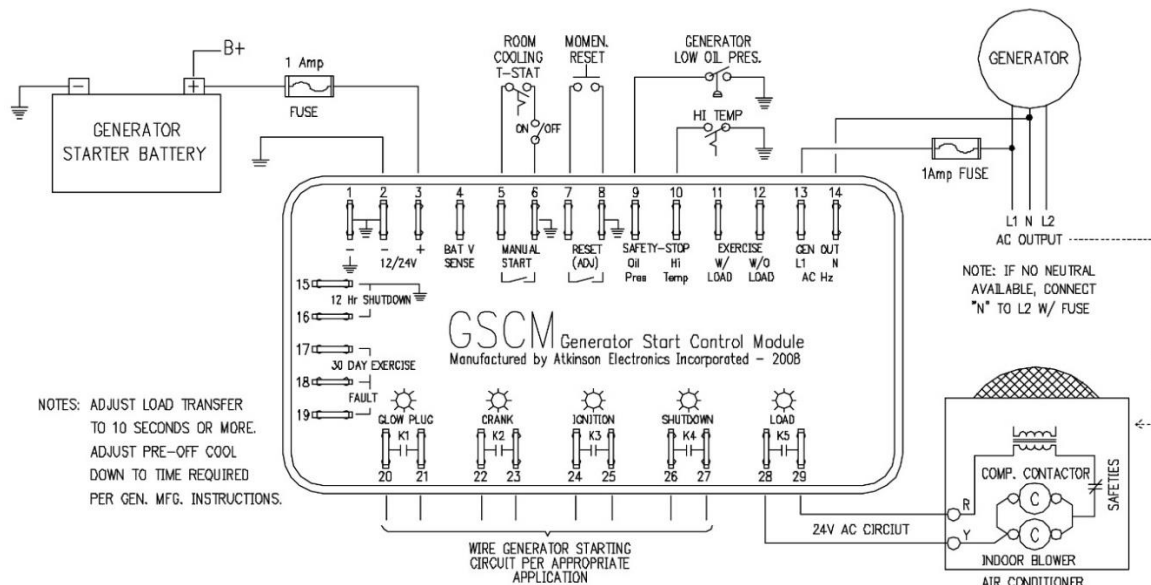 B+
1 Amp
FUSE
- +
GENERATOR
STARTER BATTERY
ROOM
COOLING
T-STAT
ON/OFF
MOMEN.
RESET
GENERATOR
LOW OIL PRES.
HI TEMP
GENERATOR
1Amp FUSE
L1 N L2
AC OUTPUT
NOTE: IF NO NEUTRAL
AVAILABLE, CONNECT
"N" TO L2 W/ FUSE
1 2 3 4 5 6 7 8 9 10 11 12 13 14
- - +
12/24V
BAT V
SENSE
MANUAL
START
RESET
(ADJ)
SAFETY-STOP
Oil Hi
Pres Temp
EXERCISE
W/ W/O
LOAD LOAD
GEN OUT
L1 N
AC Hz
15
12 Hr SHUTDOWN
16
17
30 DAY EXERCISE
18
FAULT
19
GSCM Generator Start Control Module
Manufactured by Atkinson Electronics Incorporated - 2008
GLOW PLUG CRANK IGNITION SHUTDOWN LOAD
K1 K2 K3 K4 K5
20 21 22 23 24 25 26 27 28 29
NOTES: ADJUST LOAD TRANSFER
TO 10 SECONDS OR MORE.
ADJUST PRE-OFF COOL
DOWN TO TIME REQUIRED
PER GEN. MFG. INSTRUCTIONS.
WIRE GENERATOR STARTING
CIRCUIT PER APPROPRIATE
APPLICATION
24V AC CIRCIUT
R
Y
COMP. CONTACTOR
C
C
SAFETIES
INDOOR BLOWER
AIR CONDITIONER